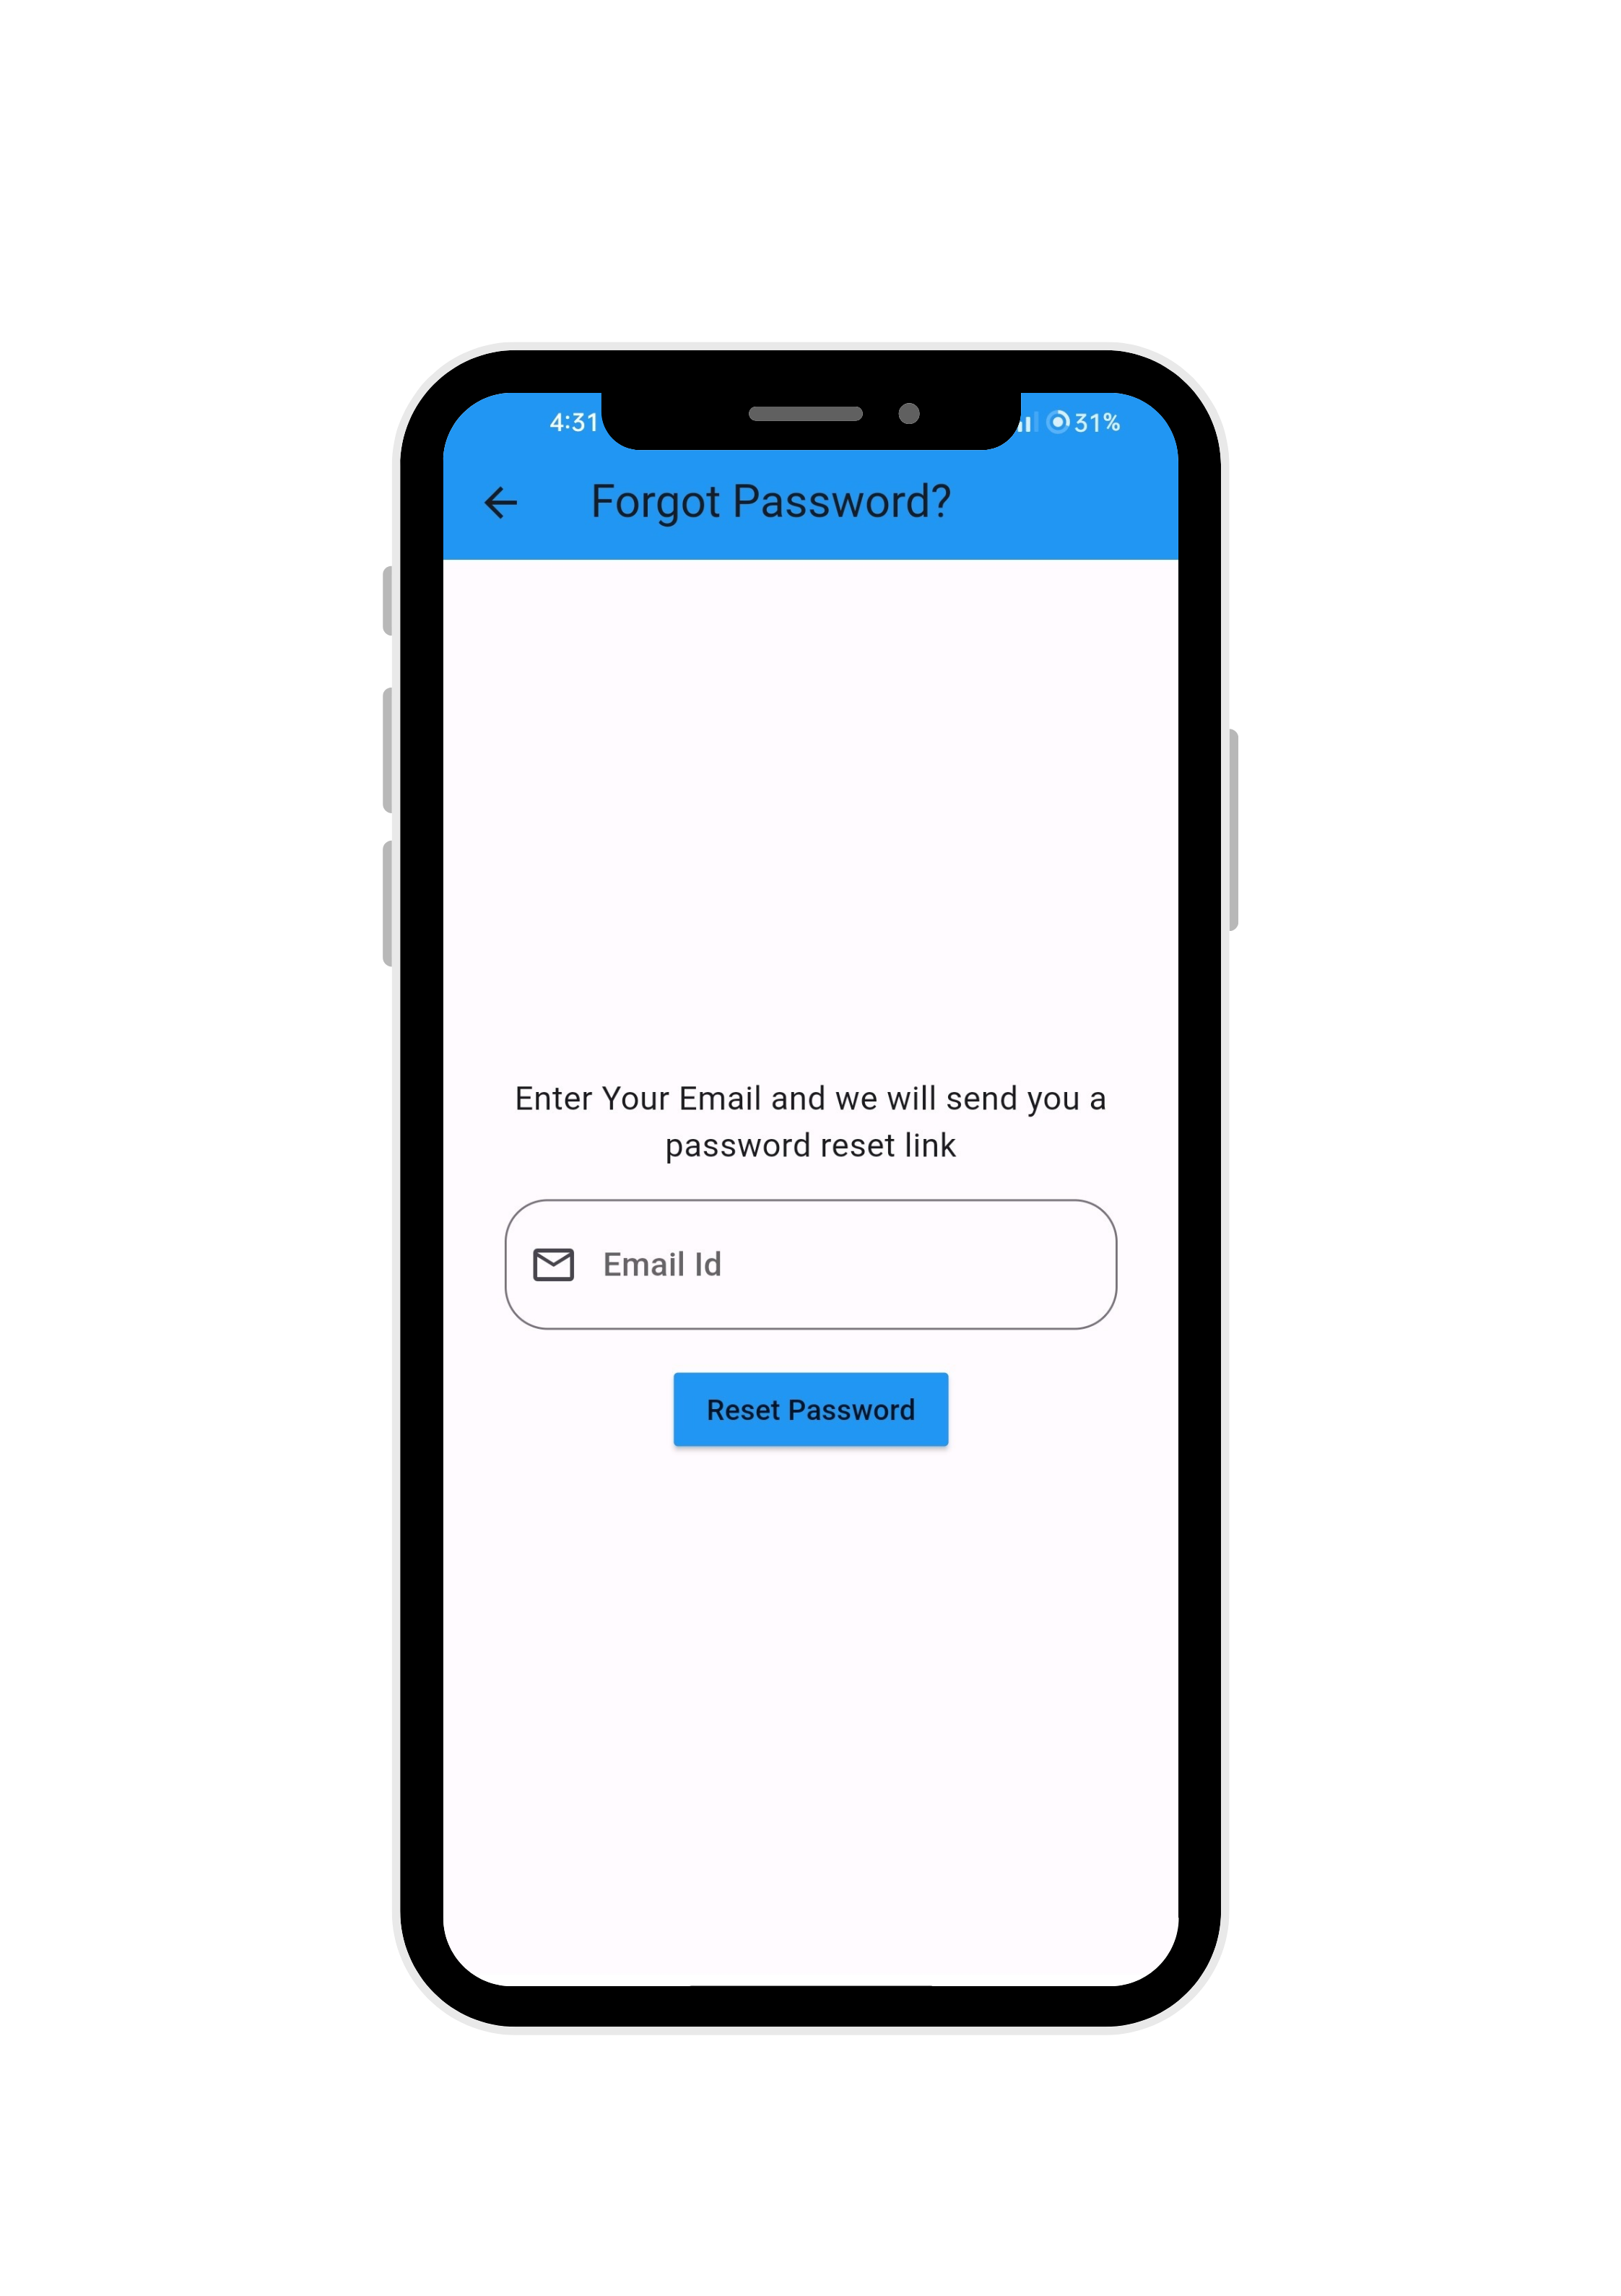 4:31
31%
Forgot Password?
Enter Your Email and we will send you a
password reset link
Email Id
Reset Password